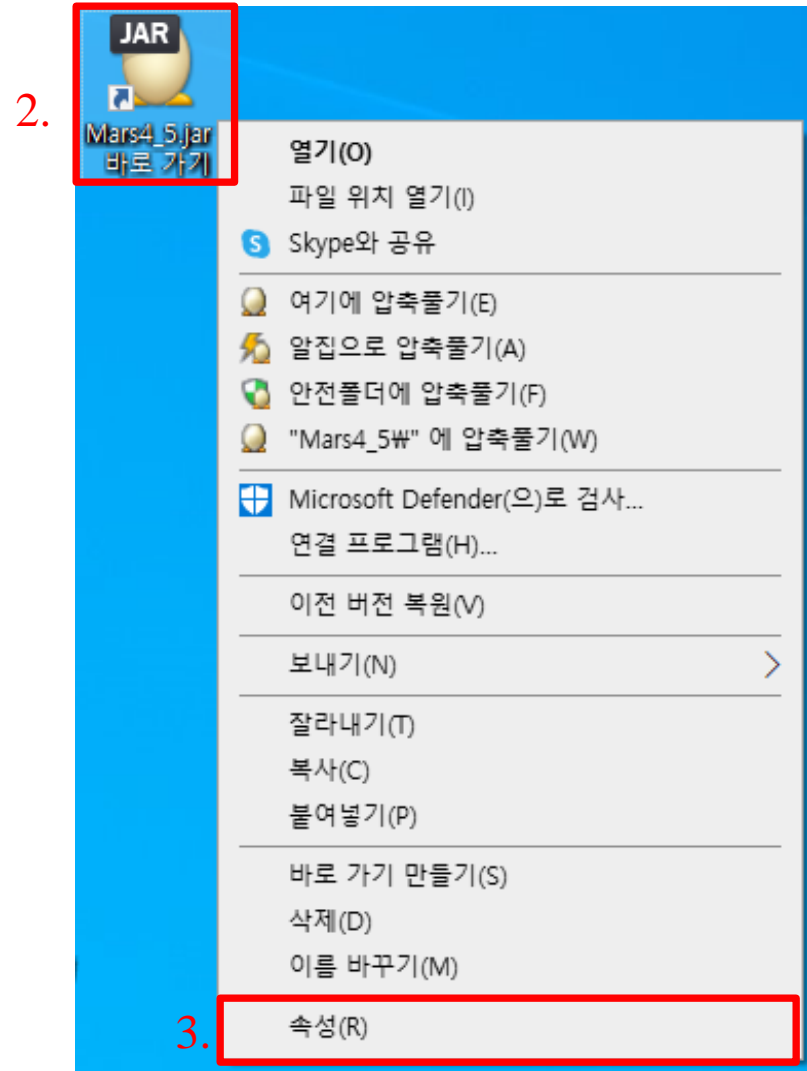 JAR
2.
Mars4_5.jar
바로 가기
열기(O)
파일 위치 열기(I)
S Skype와 공유
여기에 압축풀기(E)
알집으로 압축풀기(A)
안전폴더에 압축풀기(F)
"Mars4_5₩" 에 압축풀기(W)
Microsoft Defender(으)로 검사...
연결 프로그램(H)...
이전 버전 복원(V)
보내기(N)
잘라내기(T)
복사(C)
붙여넣기(P)
바로 가기 만들기(S)
삭제(D)
이름 바꾸기(M)
3. 속성(R)